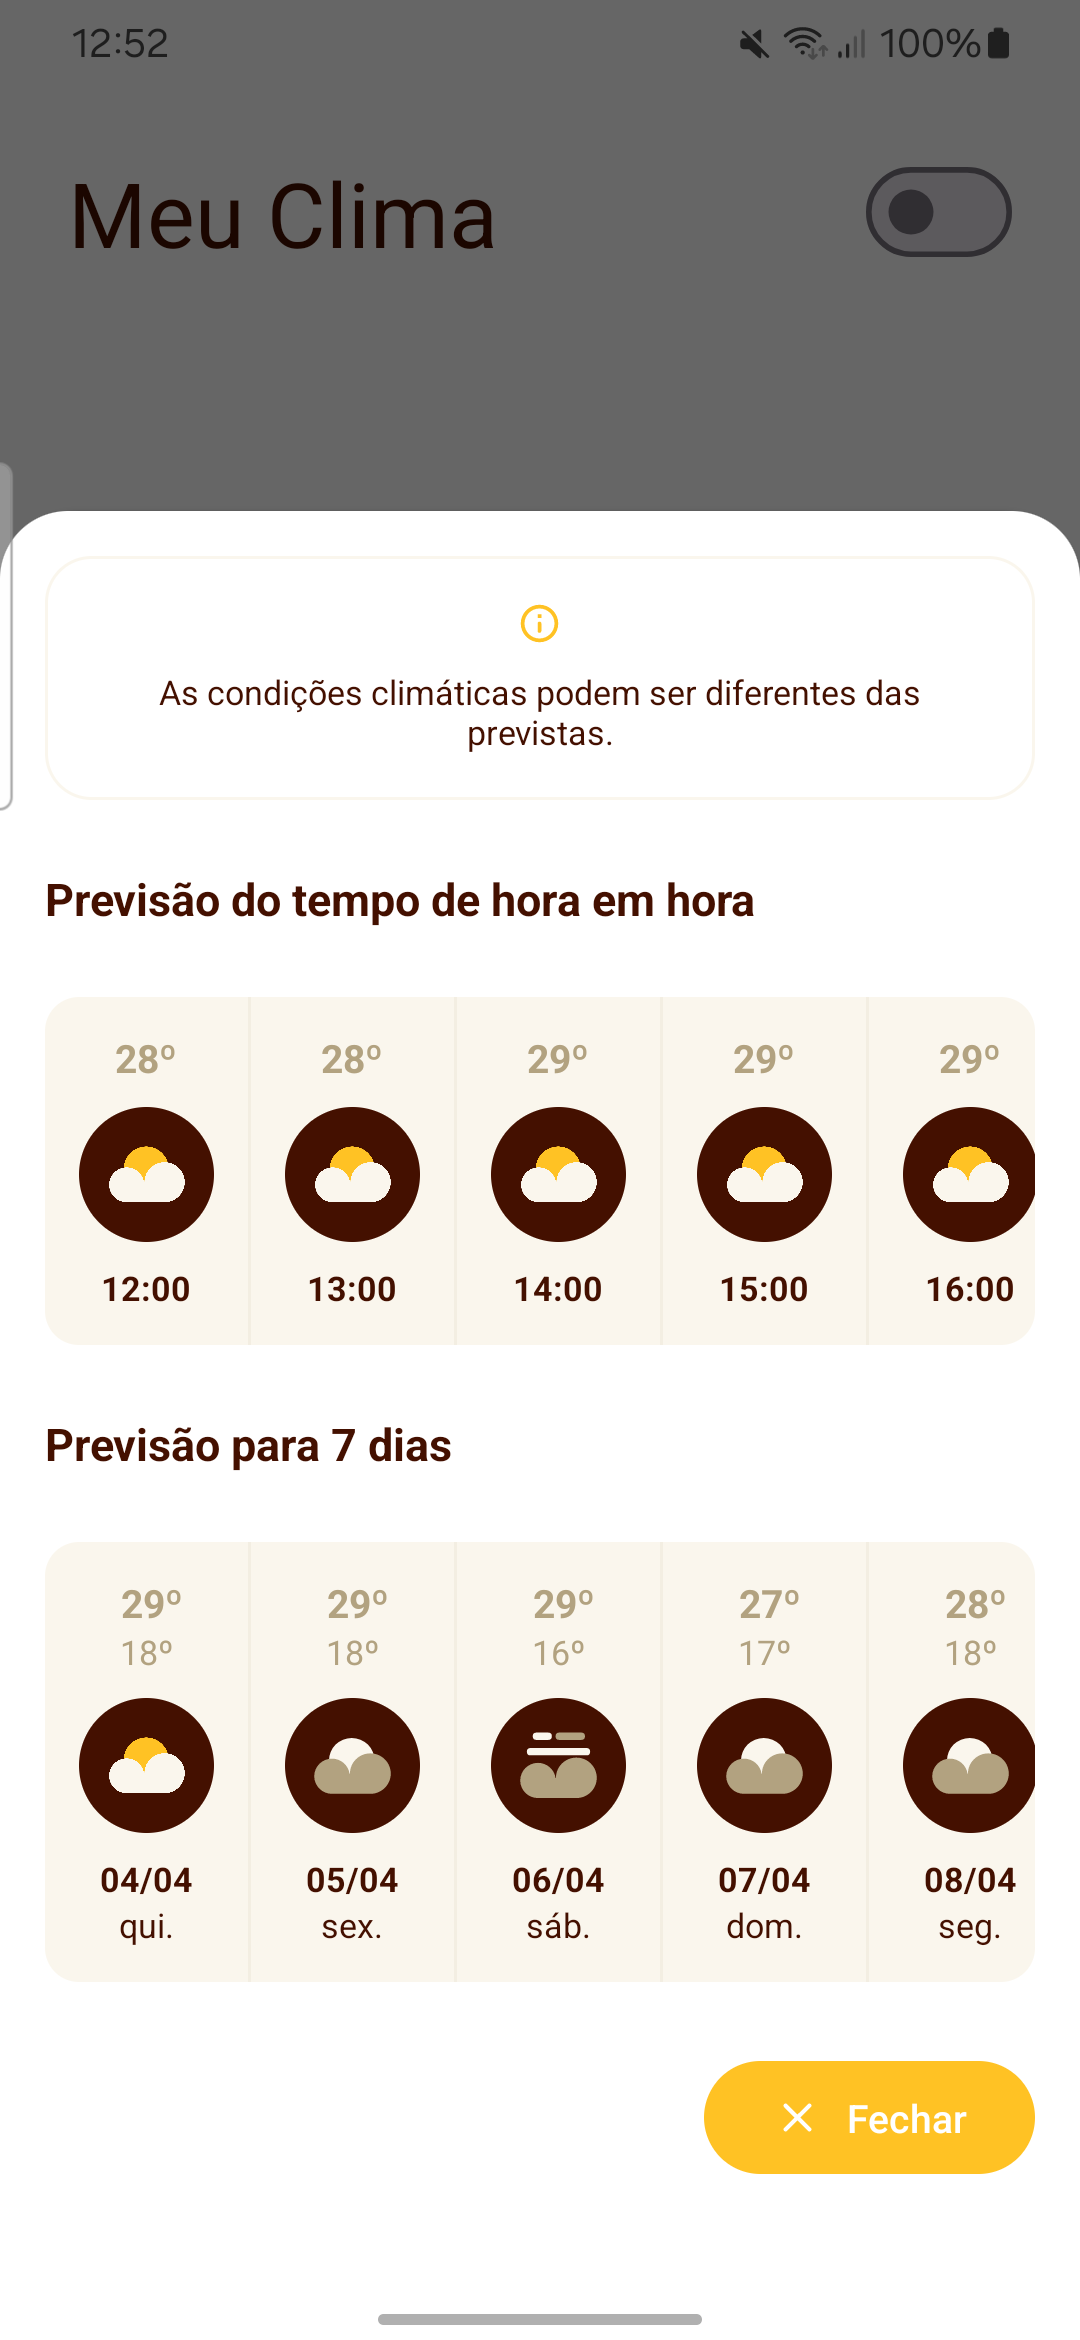 12:52 100%
Meu Clima
As condições climáticas podem ser diferentes das
previstas.
Previsão do tempo de hora em hora
28º 28º 29º 29º 29º
12:00 13:00 14:00 15:00 16:00
Previsão para 7 dias
29º 29º 29º 27º 28º
18º 18º 16º 17º 18º
04/04 05/04 06/04 07/04 08/04
qui. sex. sáb. dom. seg.
Fechar